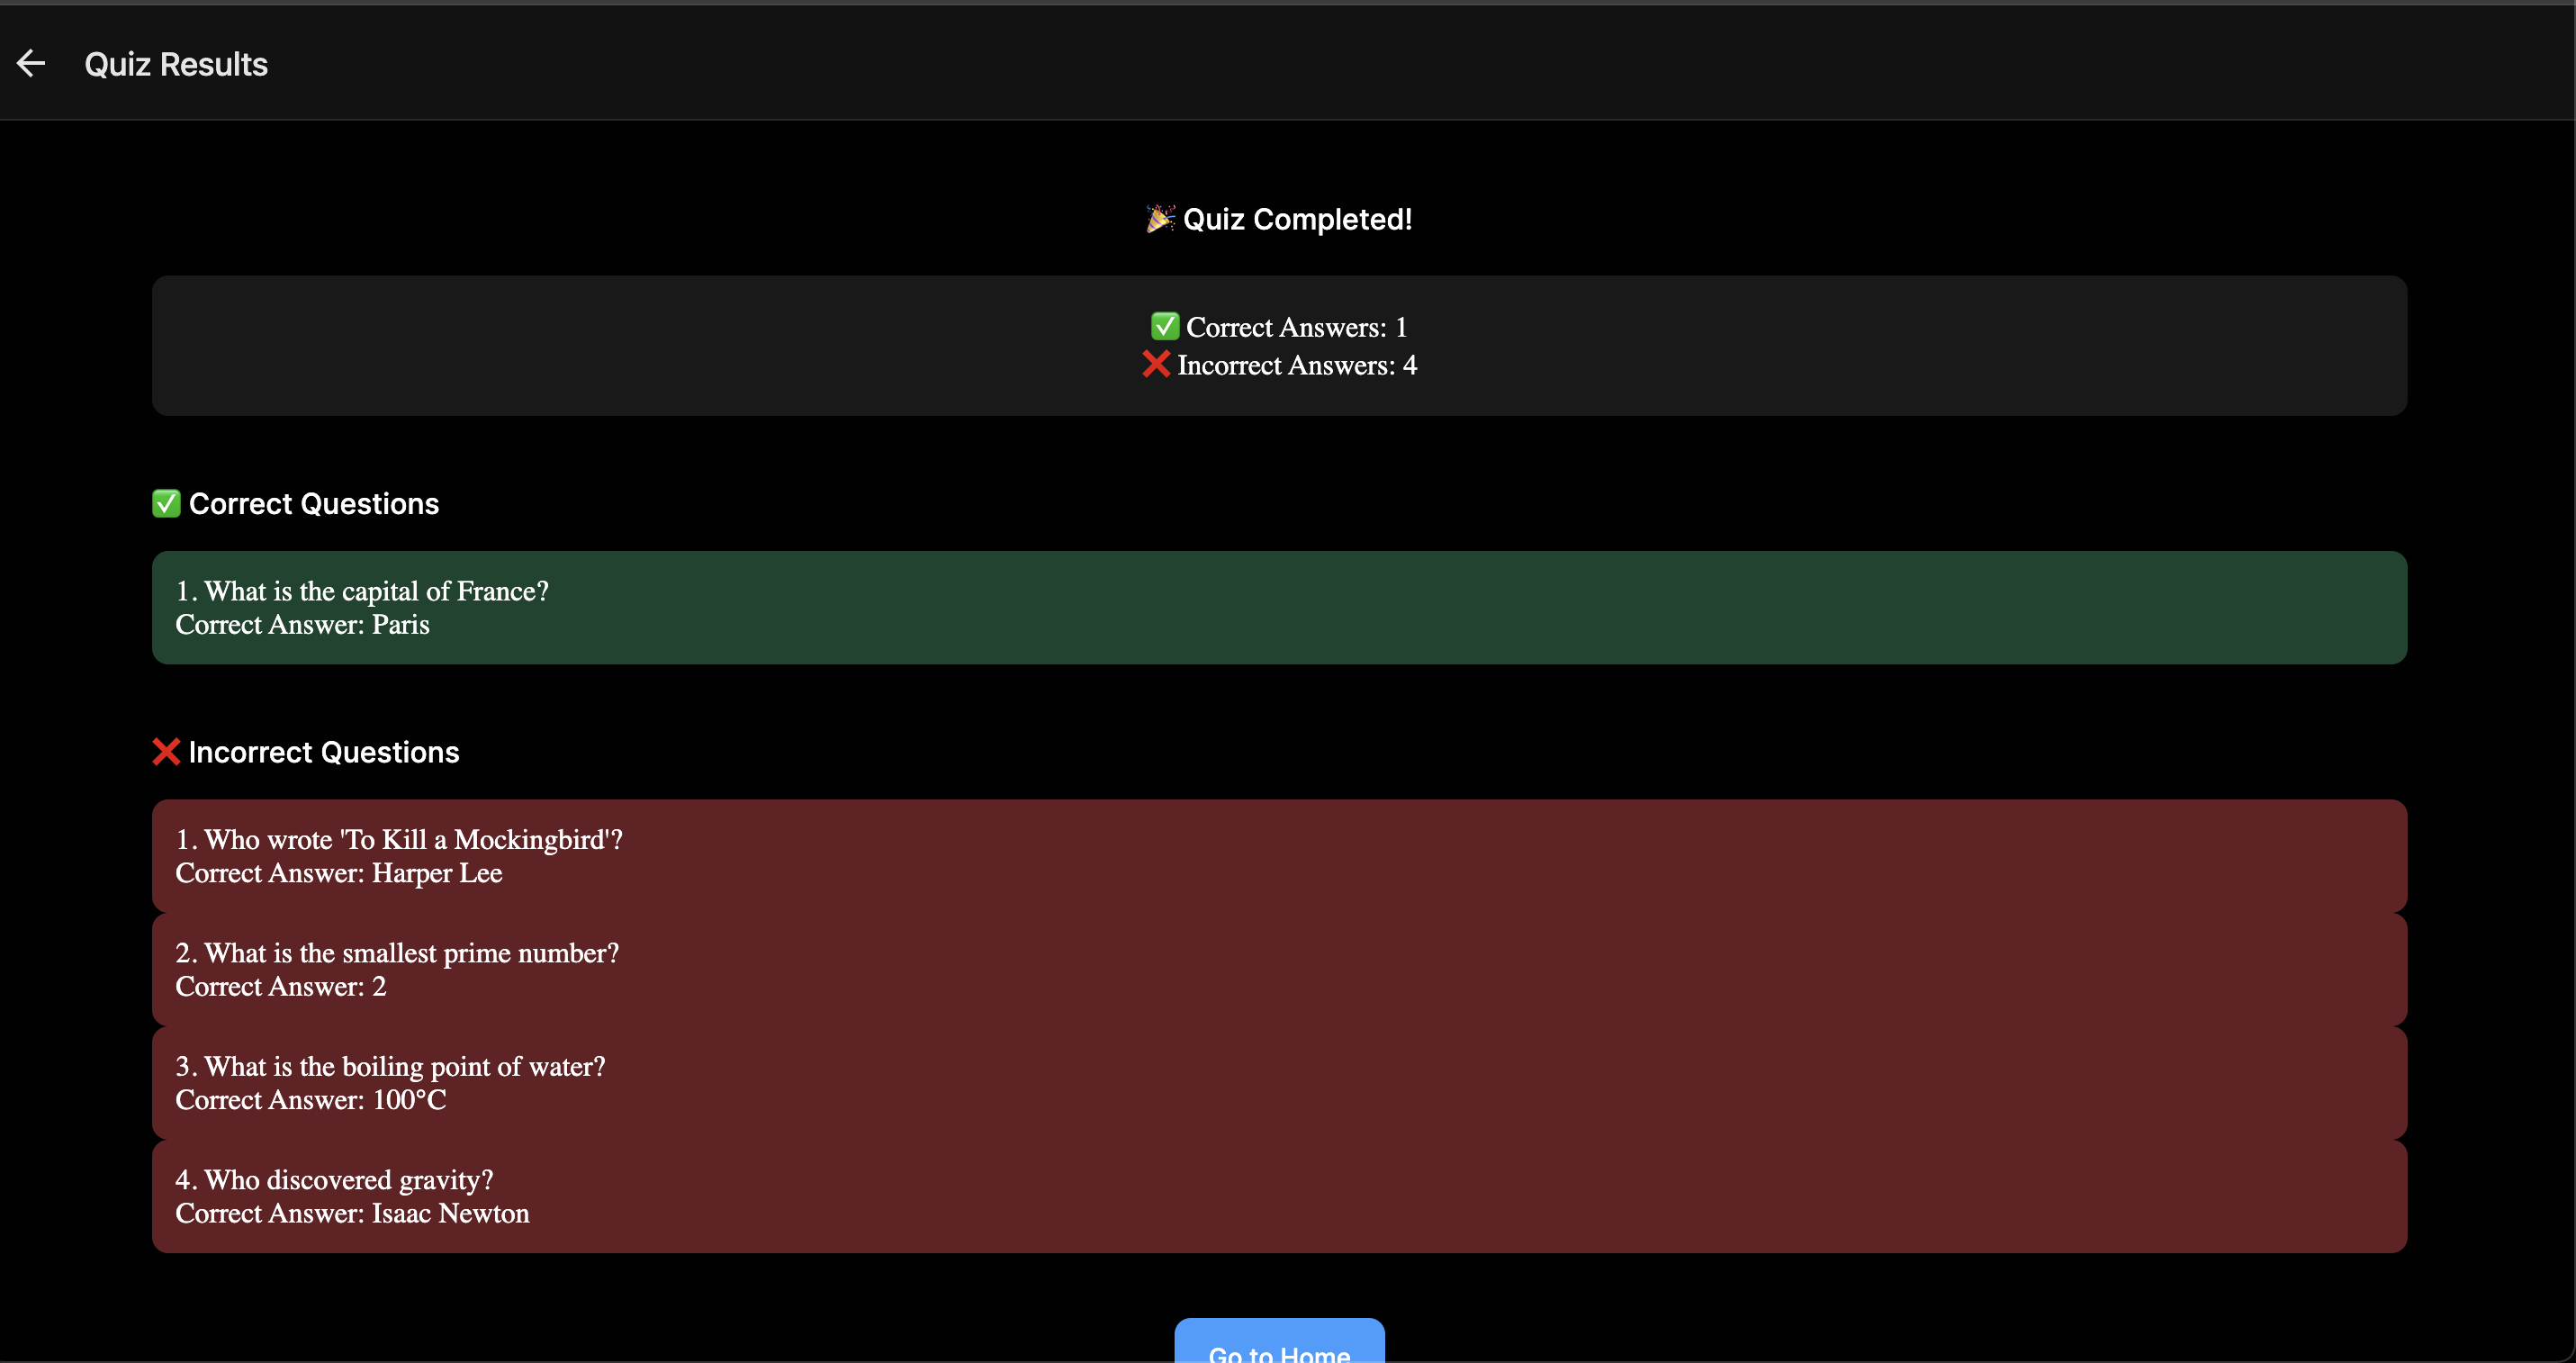 Quiz Results
🎉 Quiz Completed!
✅ Correct Answers: 1
❌ Incorrect Answers: 4
✅ Correct Questions
1. What is the capital of France?
Correct Answer: Paris
❌ Incorrect Questions
1. Who wrote 'To Kill a Mockingbird'?
Correct Answer: Harper Lee
2. What is the smallest prime number?
Correct Answer: 2
3. What is the boiling point of water?
Correct Answer: 100°C
4. Who discovered gravity?
Correct Answer: Isaac Newton
Go to Home